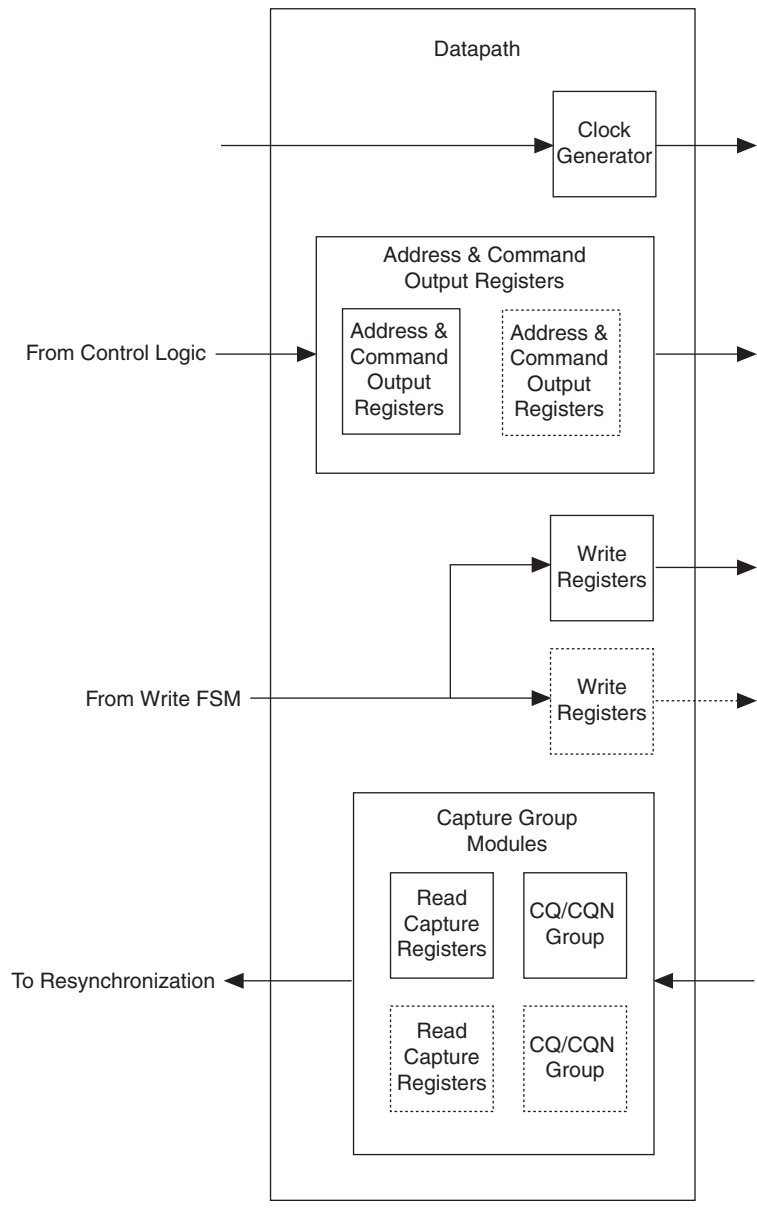 Datapath
Clock
Generator
Address & Command
Output Registers
Address &
Command
Output
Registers
Address &
Command
Output
Registers
From Control Logic
Write
Registers
From Write FSM
Write
Registers
Capture Group
Modules
Read
Capture
Registers
CQ/CQN
Group
To Resynchronization
Read
Capture
Registers
CQ/CQN
Group